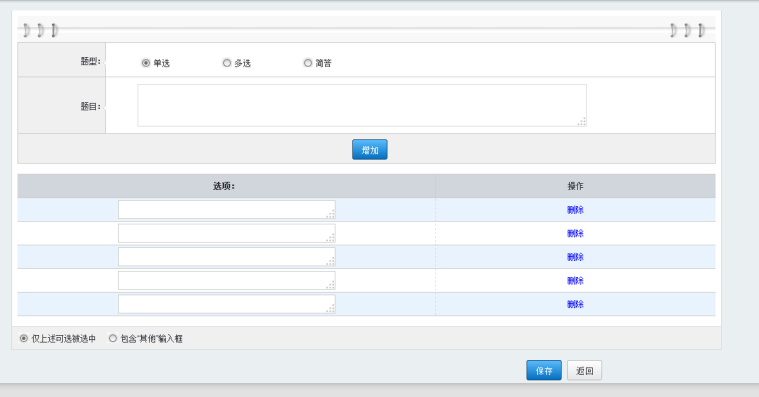 题型: 单选 多选 简答
题目:
增加
选项: 操作
删除
删除
删除
删除
删除
仅上述可选被选中 包含“其他”输入框
保存 返回